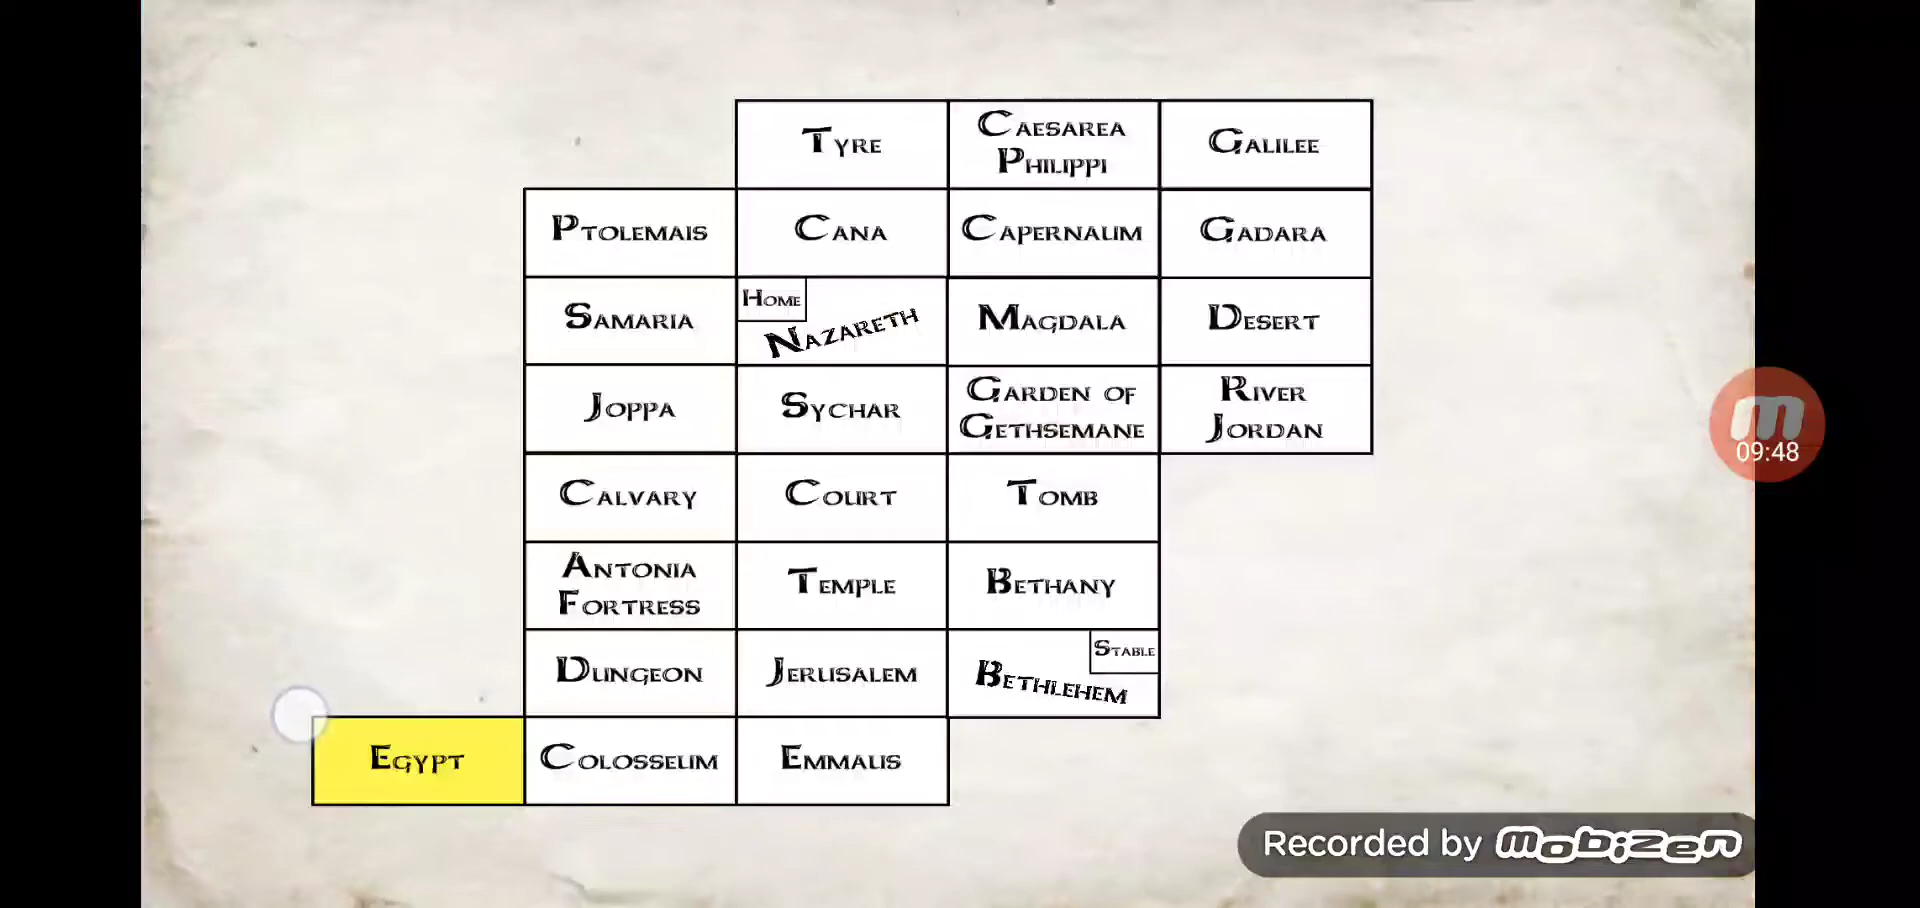 Tyre
Caesarea
Philippi
Galilee
Ptolemais
Cana
Capernaum
Gadara
Samaria
Home
Nazareth
Magdala
Desert
Joppa
Sychar
Garden of
Gethsemane
River
Jordan
Calvary
Court
Tomb
Antonia
Fortress
Temple
Bethany
Dungeon
Jerusalem
Stable
Bethlehem
Egypt
Colosseum
Emmaus
09:48
Recorded by mobizen